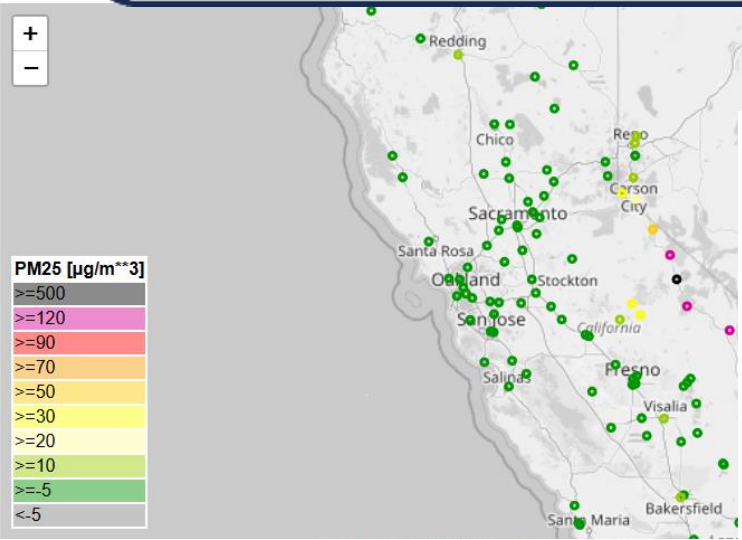 +
−
Redding
Chico
Reno
Carson
City
Sacramento
Santa Rosa
Oakland
Stockton
San Jose
California
Salinas
Fresno
Visalia
Bakersfield
Santa Maria
PM25 [µg/m**3]
>=500
>=120
>=90
>=70
>=50
>=30
>=20
>=10
>=-5
<-5